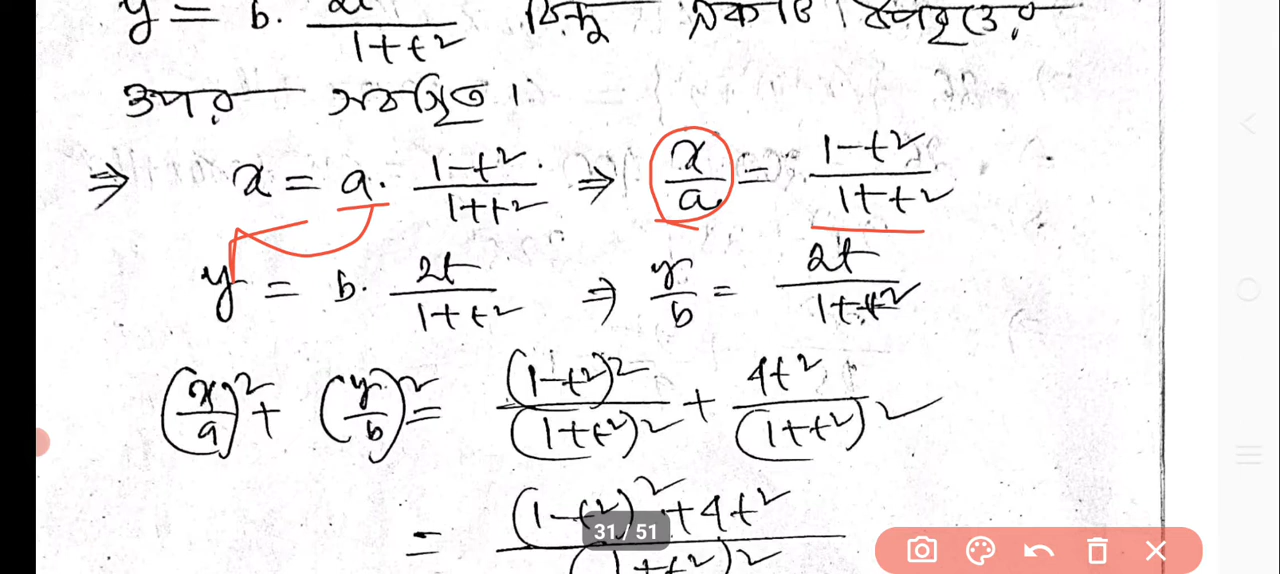 y = b. 2t/1+t² বিন্দু একটি উপবৃত্তের
উপর অবস্থিত।
⇒ x = a. 1-t²/1+t² ⇒ x/a = 1-t²/1+t²
y = b. 2t/1+t² ⇒ y/b = 2t/1+t²
(x/a)² + (y/b)² = (1-t²)²/(1+t²)² + 4t²/(1+t²)²
= (1-t²)²+4t²/(1+t²)²
31 / 51